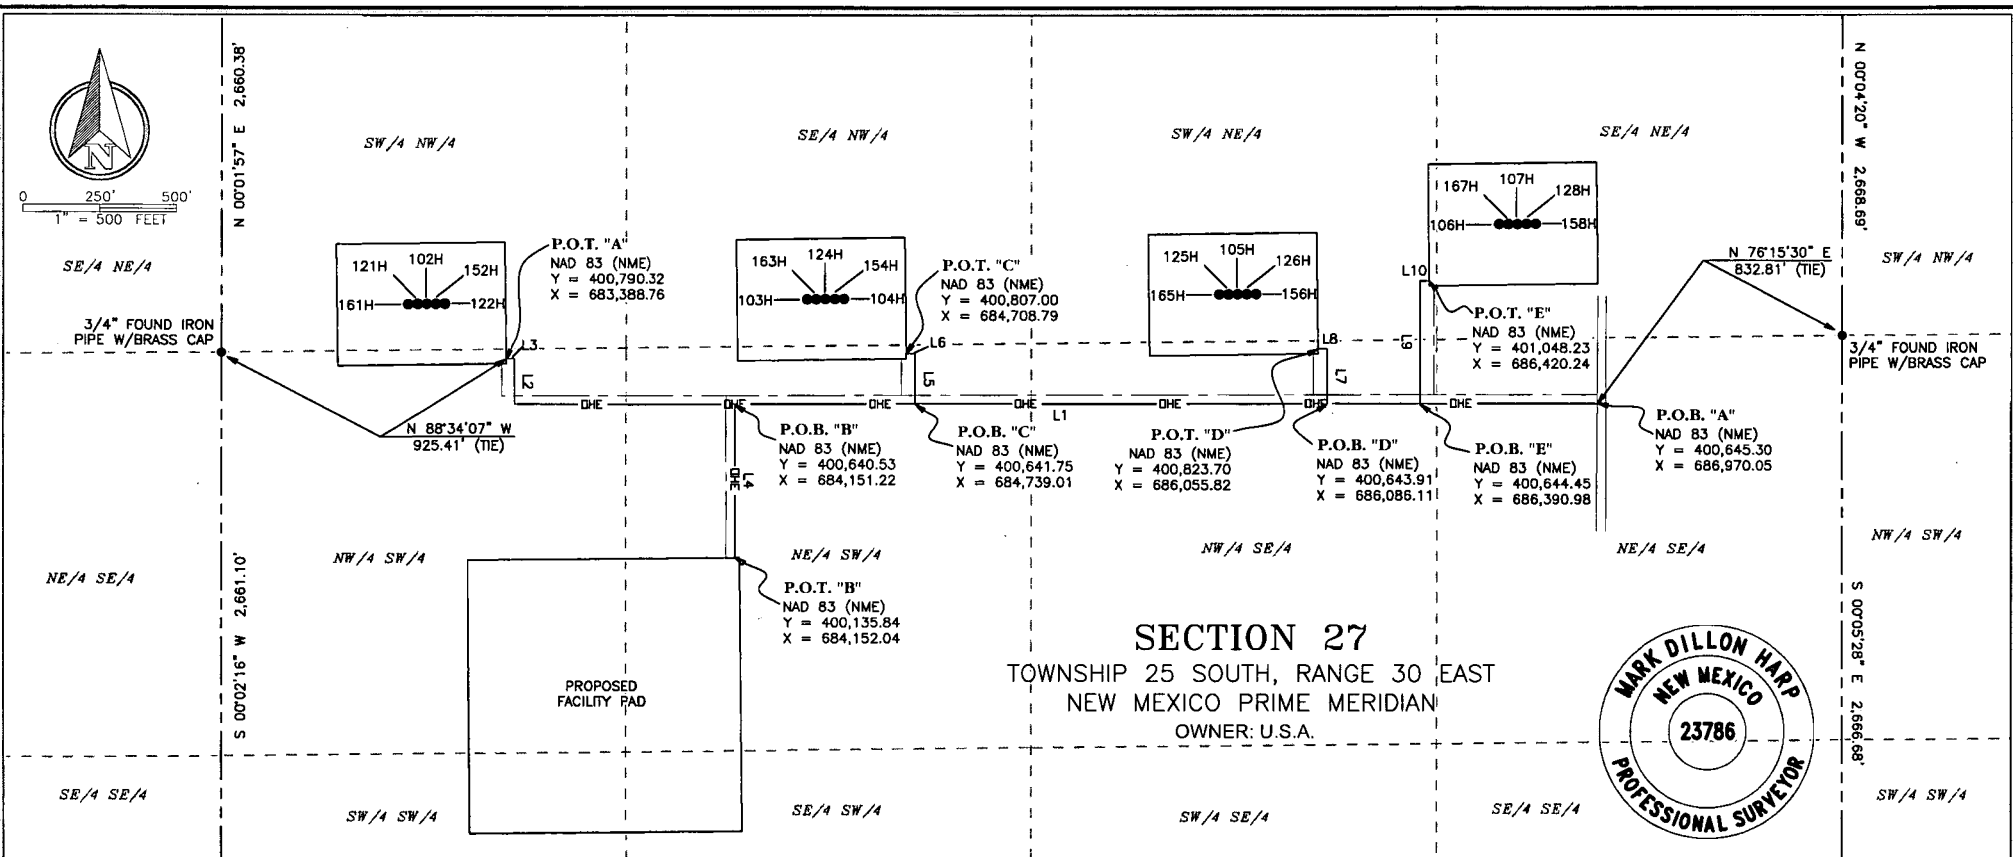 N
0 250' 500'
1" = 500 FEET
N 00°01'57" E 2,660.38'
S 00°02'16" W 2,661.10'
N 00°04'20" W 2,668.69'
S 00°05'28" E 2,666.68'
SW/4 NW/4
SE/4 NW/4
SW/4 NE/4
SE/4 NE/4
SE/4 NE/4
SW/4 NW/4
3/4" FOUND IRON
PIPE W/BRASS CAP
121H
102H
152H
161H
122H
P.O.T. "A"
NAD 83 (NME)
Y = 400,790.32
X = 683,388.76
163H
124H
154H
103H
104H
P.O.T. "C"
NAD 83 (NME)
Y = 400,807.00
X = 684,708.79
125H
105H
126H
165H
156H
167H
107H
128H
106H
158H
L10
P.O.T. "E"
NAD 83 (NME)
Y = 401,048.23
X = 686,420.24
N 76°15'30" E
832.81' (TIE)
3/4" FOUND IRON
PIPE W/BRASS CAP
L3
L2
L6
L5
L8
L7
L9
OHE
OHE
OHE
OHE
OHE
OHE
OHE
L1
N 88°34'07" W
925.41' (TIE)
OHE
L4
P.O.B. "B"
NAD 83 (NME)
Y = 400,640.53
X = 684,151.22
P.O.B. "C"
NAD 83 (NME)
Y = 400,641.75
X = 684,739.01
P.O.T. "D"
NAD 83 (NME)
Y = 400,823.70
X = 686,055.82
P.O.B. "D"
NAD 83 (NME)
Y = 400,643.91
X = 686,086.11
P.O.B. "E"
NAD 83 (NME)
Y = 400,644.45
X = 686,390.98
P.O.B. "A"
NAD 83 (NME)
Y = 400,645.30
X = 686,970.05
NE/4 SE/4
NW/4 SW/4
NE/4 SW/4
NW/4 SE/4
NE/4 SE/4
NW/4 SW/4
P.O.T. "B"
NAD 83 (NME)
Y = 400,135.84
X = 684,152.04
PROPOSED
FACILITY PAD
SECTION 27
TOWNSHIP 25 SOUTH, RANGE 30 EAST
NEW MEXICO PRIME MERIDIAN
OWNER: U.S.A.
MARK DILLON HARP
NEW MEXICO
23786
PROFESSIONAL SURVEYOR
SE/4 SE/4
SW/4 SW/4
SE/4 SW/4
SW/4 SE/4
SE/4 SE/4
SW/4 SW/4